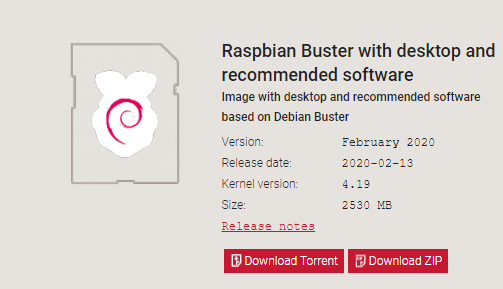 Raspbian Buster with desktop and
recommended software
Image with desktop and recommended software
based on Debian Buster
Version: February 2020
Release date: 2020-02-13
Kernel version: 4.19
Size: 2530 MB
Release notes
Download Torrent Download ZIP